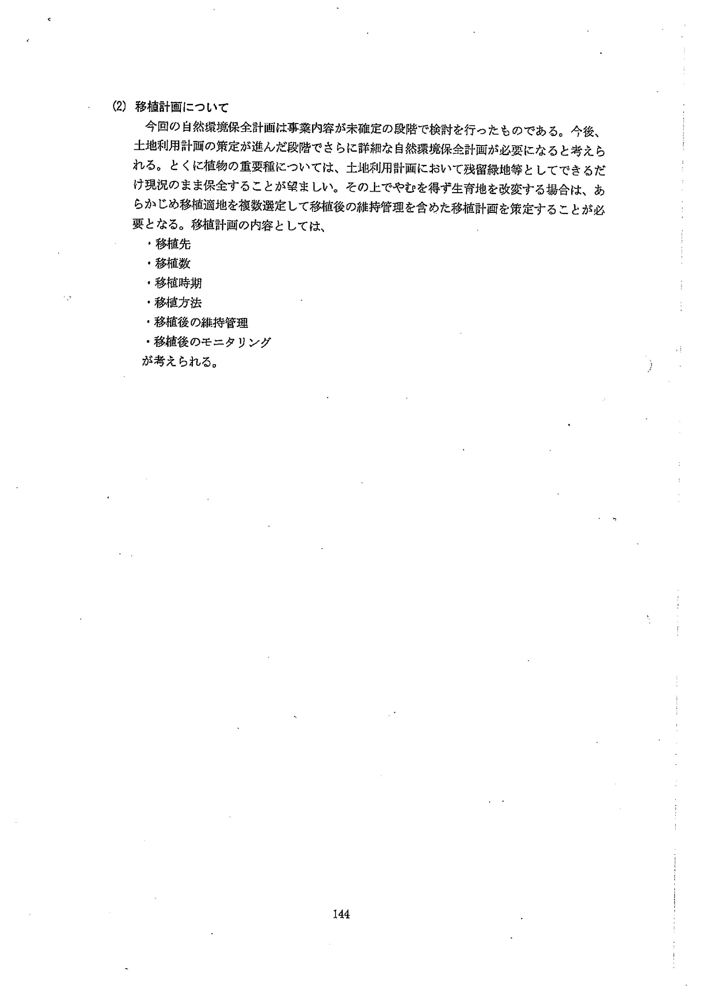 (2) 移植計画について
今回の自然環境保全計画は事業内容が未確定の段階で検討を行ったものである。今後、
土地利用計画の策定が進んだ段階でさらに詳細な自然環境保全計画が必要になると考えら
れる。とくに植物の重要種については、土地利用計画において残留緑地等としてできるだ
け現況のまま保全することが望ましい。その上でやむを得ず生育地を改変する場合は、あ
らかじめ移植適地を複数選定して移植後の維持管理を含めた移植計画を策定することが必
要となる。移植計画の内容としては、
・移植先
・移植数
・移植時期
・移植方法
・移植後の維持管理
・移植後のモニタリング
が考えられる。
144